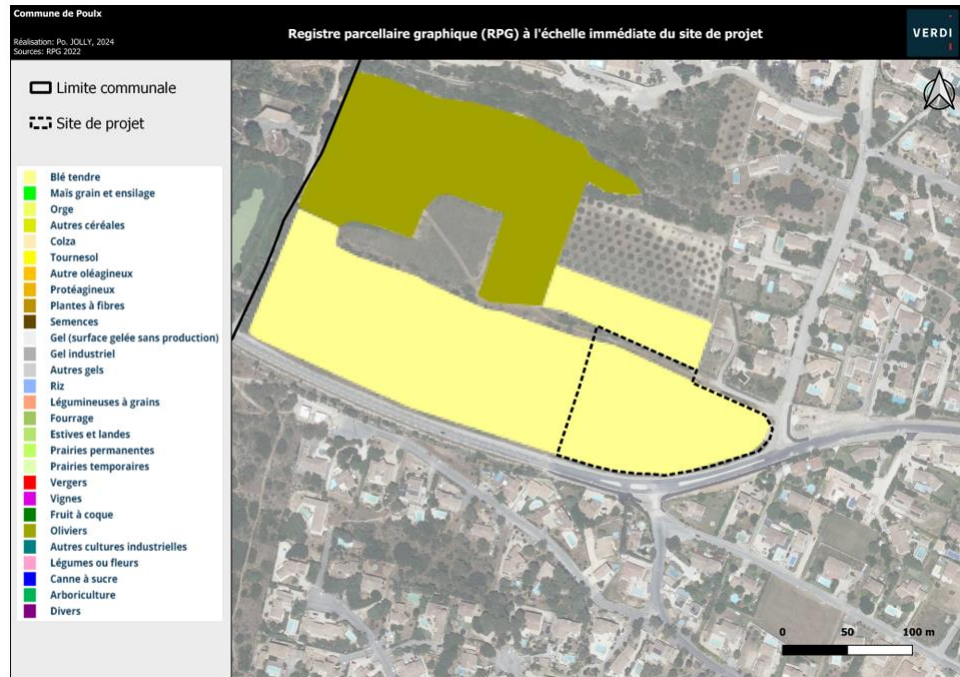 Commune de Poulx
Réalisation: Po. JOLLY, 2024
Sources: RPG 2022
Registre parcellaire graphique (RPG) à l'échelle immédiate du site de projet
VERDI
Limite communale
Site de projet
Blé tendre
Maïs grain et ensilage
Orge
Autres céréales
Colza
Tournesol
Autre oléagineux
Protéagineux
Plantes à fibres
Semences
Gel (surface gelée sans production)
Gel industriel
Autres gels
Riz
Légumineuses à grains
Fourrage
Estives et landes
Prairies permanentes
Prairies temporaires
Vergers
Vignes
Fruit à coque
Oliviers
Autres cultures industrielles
Légumes ou fleurs
Canne à sucre
Arboriculture
Divers
0 50 100 m